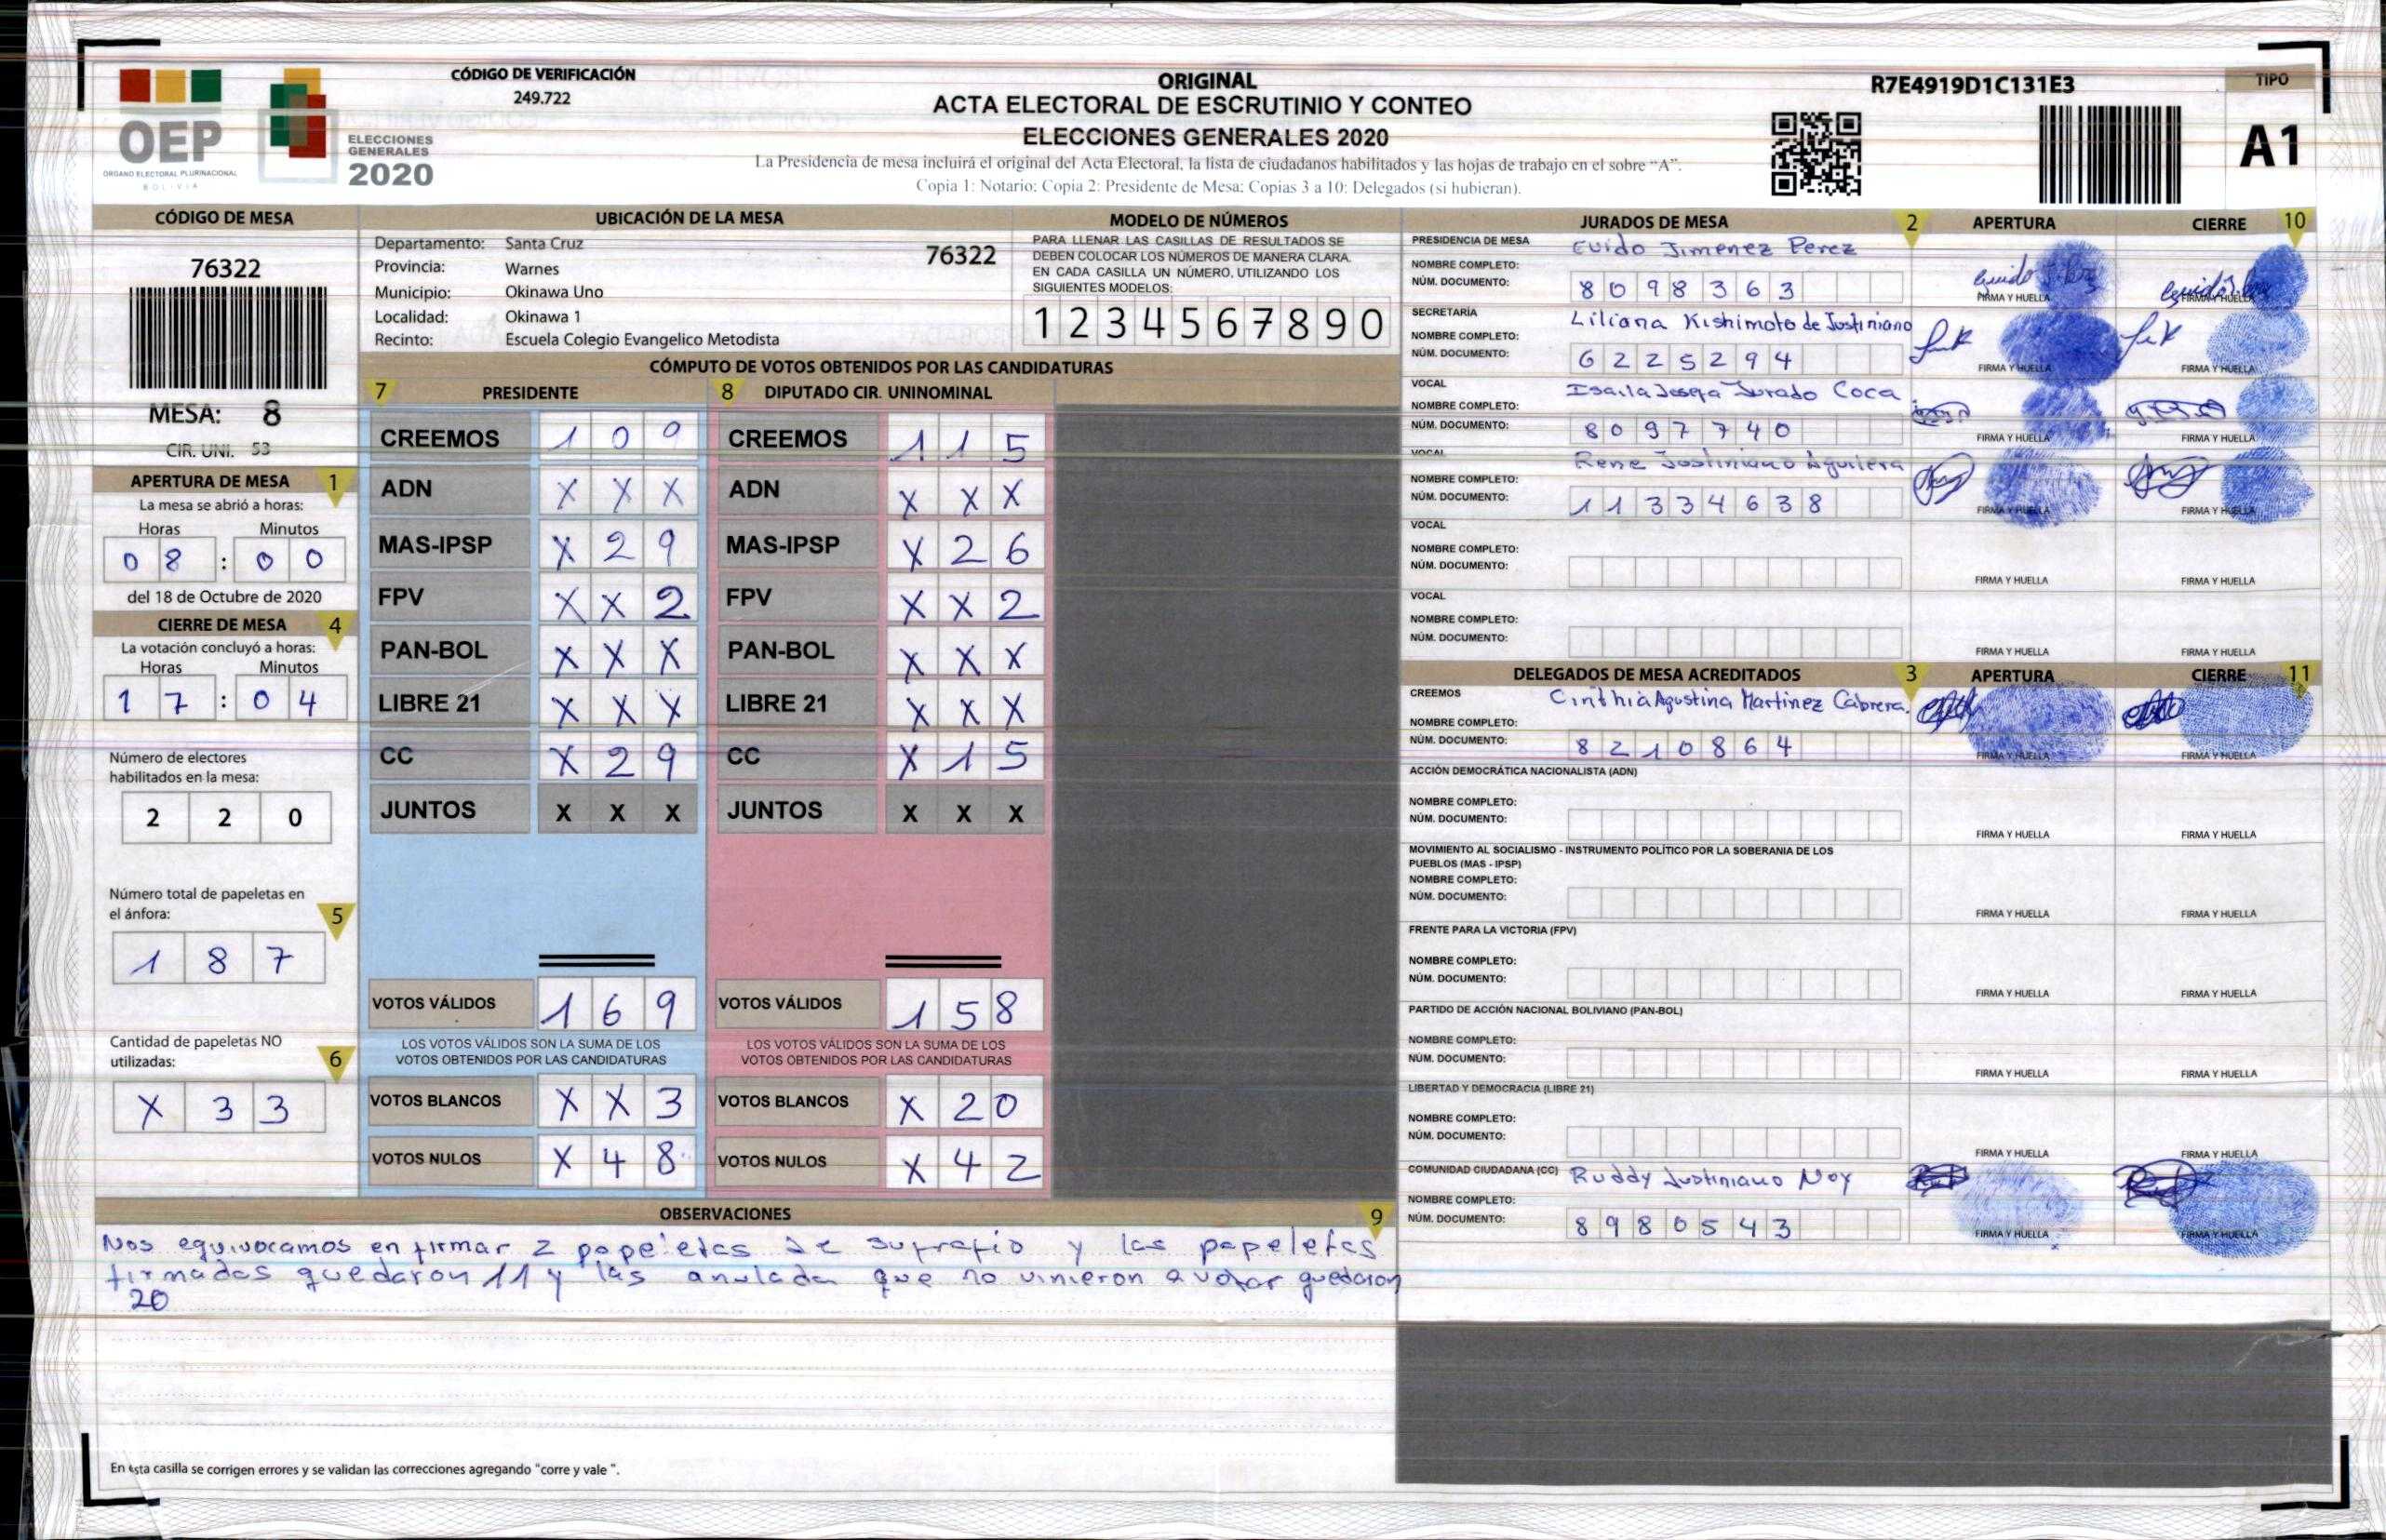 CÓDIGO DE VERIFICACIÓN
249.722
OEP
ORGANO ELECTORAL PLURINACIONAL
BOLIVIA
ELECCIONES
GENERALES
2020
ORIGINAL
ACTA ELECTORAL DE ESCRUTINIO Y CONTEO
ELECCIONES GENERALES 2020
La Presidencia de mesa incluirá el original del Acta Electoral, la lista de ciudadanos habilitados y las hojas de trabajo en el sobre “A”.
Copia 1: Notario; Copia 2: Presidente de Mesa; Copias 3 a 10: Delegados (si hubieran).
R7E4919D1C131E3
TIPO
A1
CÓDIGO DE MESA
76322
MESA: 8
CIR. UNI. 53
APERTURA DE MESA 1
La mesa se abrió a horas:
Horas Minutos
0 8 : 0 0
del 18 de Octubre de 2020
CIERRE DE MESA 4
La votación concluyó a horas:
Horas Minutos
1 7 : 0 4
Número de electores
habilitados en la mesa:
2 2 0
Número total de papeletas en
el ánfora: 5
1 8 7
Cantidad de papeletas NO
utilizadas: 6
X 3 3
UBICACIÓN DE LA MESA
Departamento: Santa Cruz
76322
Provincia: Warnes
Municipio: Okinawa Uno
Localidad: Okinawa 1
Recinto: Escuela Colegio Evangelico Metodista
MODELO DE NÚMEROS
PARA LLENAR LAS CASILLAS DE RESULTADOS SE
DEBEN COLOCAR LOS NÚMEROS DE MANERA CLARA.
EN CADA CASILLA UN NÚMERO, UTILIZANDO LOS
SIGUIENTES MODELOS:
1 2 3 4 5 6 7 8 9 0
CÓMPUTO DE VOTOS OBTENIDOS POR LAS CANDIDATURAS
7 PRESIDENTE 8 DIPUTADO CIR. UNINOMINAL
CREEMOS 1 0 9 CREEMOS 1 1 5
ADN X X X ADN X X X
MAS-IPSP X 2 9 MAS-IPSP X 2 6
FPV X X 2 FPV X X 2
PAN-BOL X X X PAN-BOL X X X
LIBRE 21 X X X LIBRE 21 X X X
CC X 2 9 CC X 1 5
JUNTOS X X X JUNTOS X X X
VOTOS VÁLIDOS 1 6 9 VOTOS VÁLIDOS 1 5 8
LOS VOTOS VÁLIDOS SON LA SUMA DE LOS LOS VOTOS VÁLIDOS SON LA SUMA DE LOS
VOTOS OBTENIDOS POR LAS CANDIDATURAS VOTOS OBTENIDOS POR LAS CANDIDATURAS
VOTOS BLANCOS X X 3 VOTOS BLANCOS X 2 0
VOTOS NULOS X 4 8 VOTOS NULOS X 4 2
OBSERVACIONES 9
Nos equivocamos en firmar 2 papeletas de sufrafio y las papeletas
firmadas quedaron 11 y las anulada que no vinieron a votar quedaron
20
En esta casilla se corrigen errores y se validan las correcciones agregando "corre y vale ".
JURADOS DE MESA 2 APERTURA CIERRE 10
PRESIDENCIA DE MESA
NOMBRE COMPLETO: Guido Jimenez Perez
NÚM. DOCUMENTO: 8 0 9 8 3 6 3
FIRMA Y HUELLA FIRMA Y HUELLA
SECRETARÍA
NOMBRE COMPLETO: Liliana Kishimoto de Justiniano
NÚM. DOCUMENTO: 6 2 2 5 2 9 4
FIRMA Y HUELLA FIRMA Y HUELLA
VOCAL
NOMBRE COMPLETO: Jurado Coca
NÚM. DOCUMENTO: 8 0 9 7 7 4 0
FIRMA Y HUELLA FIRMA Y HUELLA
VOCAL
NOMBRE COMPLETO: Rene Justiniano Aguilera
NÚM. DOCUMENTO: 1 1 3 3 4 6 3 8
FIRMA Y HUELLA FIRMA Y HUELLA
VOCAL
NOMBRE COMPLETO:
NÚM. DOCUMENTO:
FIRMA Y HUELLA FIRMA Y HUELLA
VOCAL
NOMBRE COMPLETO:
NÚM. DOCUMENTO:
FIRMA Y HUELLA FIRMA Y HUELLA
DELEGADOS DE MESA ACREDITADOS 3 APERTURA CIERRE 11
CREEMOS
NOMBRE COMPLETO: Cinthia Agustina Martinez Cabrera.
NÚM. DOCUMENTO: 8 2 1 0 8 6 4
FIRMA Y HUELLA FIRMA Y HUELLA
ACCIÓN DEMOCRÁTICA NACIONALISTA (ADN)
NOMBRE COMPLETO:
NÚM. DOCUMENTO:
FIRMA Y HUELLA FIRMA Y HUELLA
MOVIMIENTO AL SOCIALISMO - INSTRUMENTO POLÍTICO POR LA SOBERANIA DE LOS
PUEBLOS (MAS - IPSP)
NOMBRE COMPLETO:
NÚM. DOCUMENTO:
FIRMA Y HUELLA FIRMA Y HUELLA
FRENTE PARA LA VICTORIA (FPV)
NOMBRE COMPLETO:
NÚM. DOCUMENTO:
FIRMA Y HUELLA FIRMA Y HUELLA
PARTIDO DE ACCIÓN NACIONAL BOLIVIANO (PAN-BOL)
NOMBRE COMPLETO:
NÚM. DOCUMENTO:
FIRMA Y HUELLA FIRMA Y HUELLA
LIBERTAD Y DEMOCRACIA (LIBRE 21)
NOMBRE COMPLETO:
NÚM. DOCUMENTO:
FIRMA Y HUELLA FIRMA Y HUELLA
COMUNIDAD CIUDADANA (CC)
NOMBRE COMPLETO: Ruddy Justiniano Noy
NÚM. DOCUMENTO: 8 9 8 0 5 4 3
FIRMA Y HUELLA FIRMA Y HUELLA